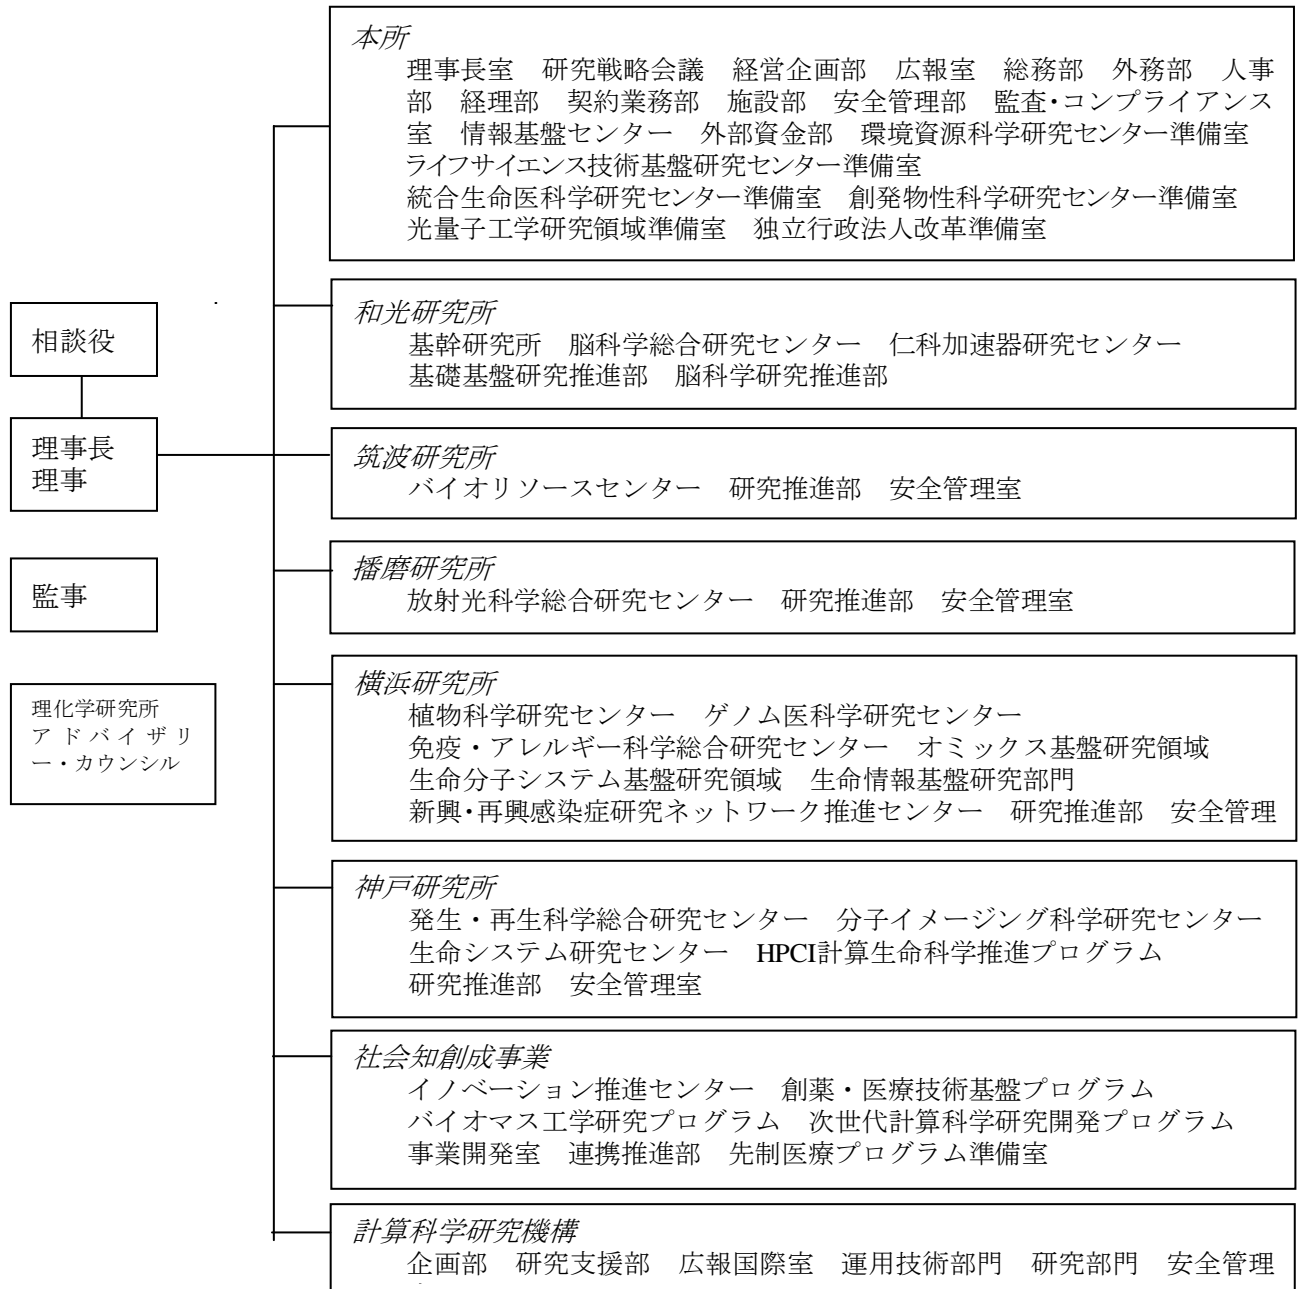 本所
理事長室　研究戦略会議　経営企画部　広報室　総務部　外務部　人事
部　経理部　契約業務部　施設部　安全管理部　監査・コンプライアンス
室　情報基盤センター　外部資金部　環境資源科学研究センター準備室
ライフサイエンス技術基盤研究センター準備室
統合生命医科学研究センター準備室　創発物性科学研究センター準備室
光量子工学研究領域準備室　独立行政法人改革準備室
相談役
理事長
理事
監事
理化学研究所
アドバイザリ
ー・カウンシル
和光研究所
基幹研究所　脳科学総合研究センター　仁科加速器研究センター
基礎基盤研究推進部　脳科学研究推進部
筑波研究所
バイオリソースセンター　研究推進部　安全管理室
播磨研究所
放射光科学総合研究センター　研究推進部　安全管理室
横浜研究所
植物科学研究センター　ゲノム医科学研究センター
免疫・アレルギー科学総合研究センター　オミックス基盤研究領域
生命分子システム基盤研究領域　生命情報基盤研究部門
新興・再興感染症研究ネットワーク推進センター　研究推進部　安全管理
神戸研究所
発生・再生科学総合研究センター　分子イメージング科学研究センター
生命システム研究センター　HPCI計算生命科学推進プログラム
研究推進部　安全管理室
社会知創成事業
イノベーション推進センター　創薬・医療技術基盤プログラム
バイオマス工学研究プログラム　次世代計算科学研究開発プログラム
事業開発室　連携推進部　先制医療プログラム準備室
計算科学研究機構
企画部　研究支援部　広報国際室　運用技術部門　研究部門　安全管理